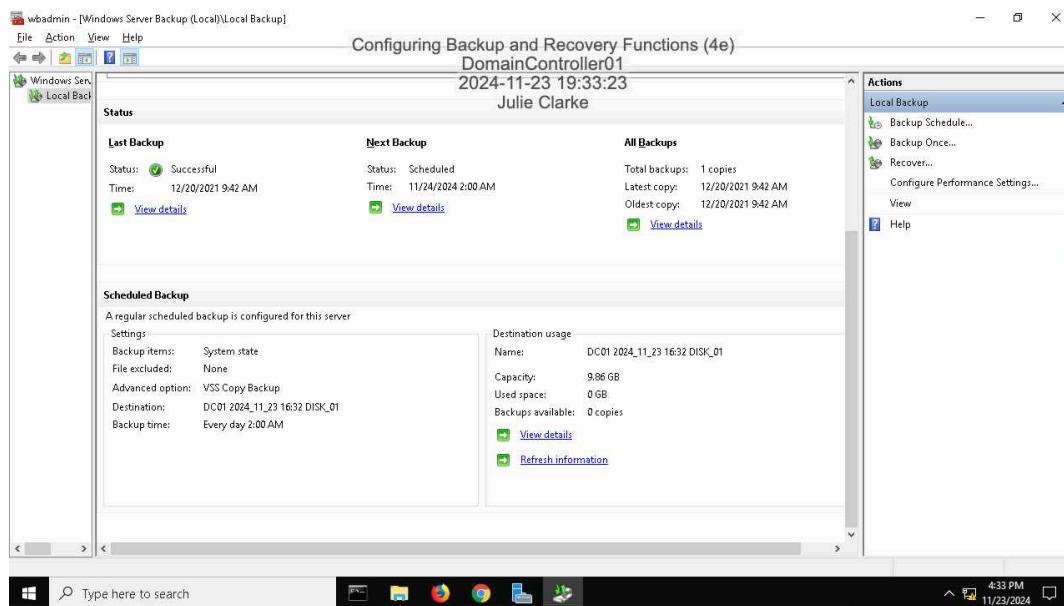 wbadmin - [Windows Server Backup (Local)\Local Backup]
File Action View Help
Configuring Backup and Recovery Functions (4e)
DomainController01
2024-11-23 19:33:23
Julie Clarke
Windows Serv
Local Back
Status
Last Backup
Status: Successful
Time: 12/20/2021 9:42 AM
View details
Next Backup
Status: Scheduled
Time: 11/24/2024 2:00 AM
View details
All Backups
Total backups: 1 copies
Latest copy: 12/20/2021 9:42 AM
Oldest copy: 12/20/2021 9:42 AM
View details
Scheduled Backup
A regular scheduled backup is configured for this server
Settings
Backup items: System state
File excluded: None
Advanced option: VSS Copy Backup
Destination: DC01 2024_11_23 16:32 DISK_01
Backup time: Every day 2:00 AM
Destination usage
Name: DC01 2024_11_23 16:32 DISK_01
Capacity: 9.86 GB
Used space: 0 GB
Backups available: 0 copies
View details
Refresh information
Actions
Local Backup
Backup Schedule...
Backup Once...
Recover...
Configure Performance Settings...
View
Help
Type here to search
4:33 PM
11/23/2024